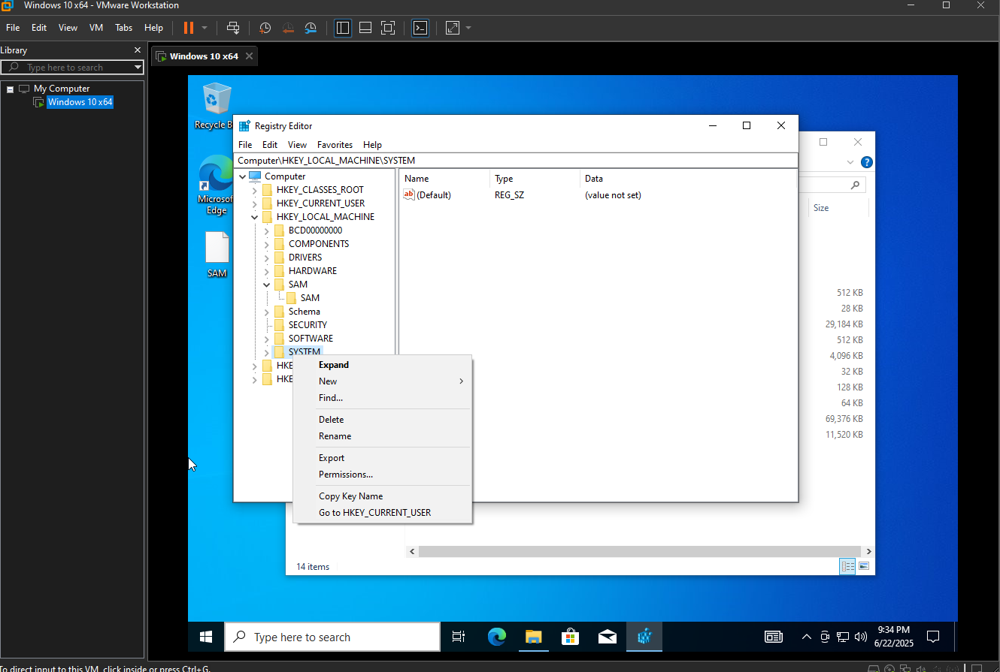 Windows 10 x64 - VMware Workstation
File Edit View VM Tabs Help
Library
Type here to search
My Computer
Windows 10 x64
Windows 10 x64
Recycle B
Microsof
Edge
SAM
Registry Editor
File Edit View Favorites Help
Computer\HKEY_LOCAL_MACHINE\SYSTEM
Computer
HKEY_CLASSES_ROOT
HKEY_CURRENT_USER
HKEY_LOCAL_MACHINE
BCD00000000
COMPONENTS
DRIVERS
HARDWARE
SAM
SAM
Schema
SECURITY
SOFTWARE
SYSTEM
HKE
HKE
Name Type Data
ab (Default) REG_SZ (value not set)
Expand
New
Find...
Delete
Rename
Export
Permissions...
Copy Key Name
Go to HKEY_CURRENT_USER
?
Size
512 KB
28 KB
29,184 KB
512 KB
4,096 KB
32 KB
128 KB
64 KB
69,376 KB
11,520 KB
14 items
Type here to search
9:34 PM
6/22/2025
To direct input to this VM, click inside or press Ctrl+G.